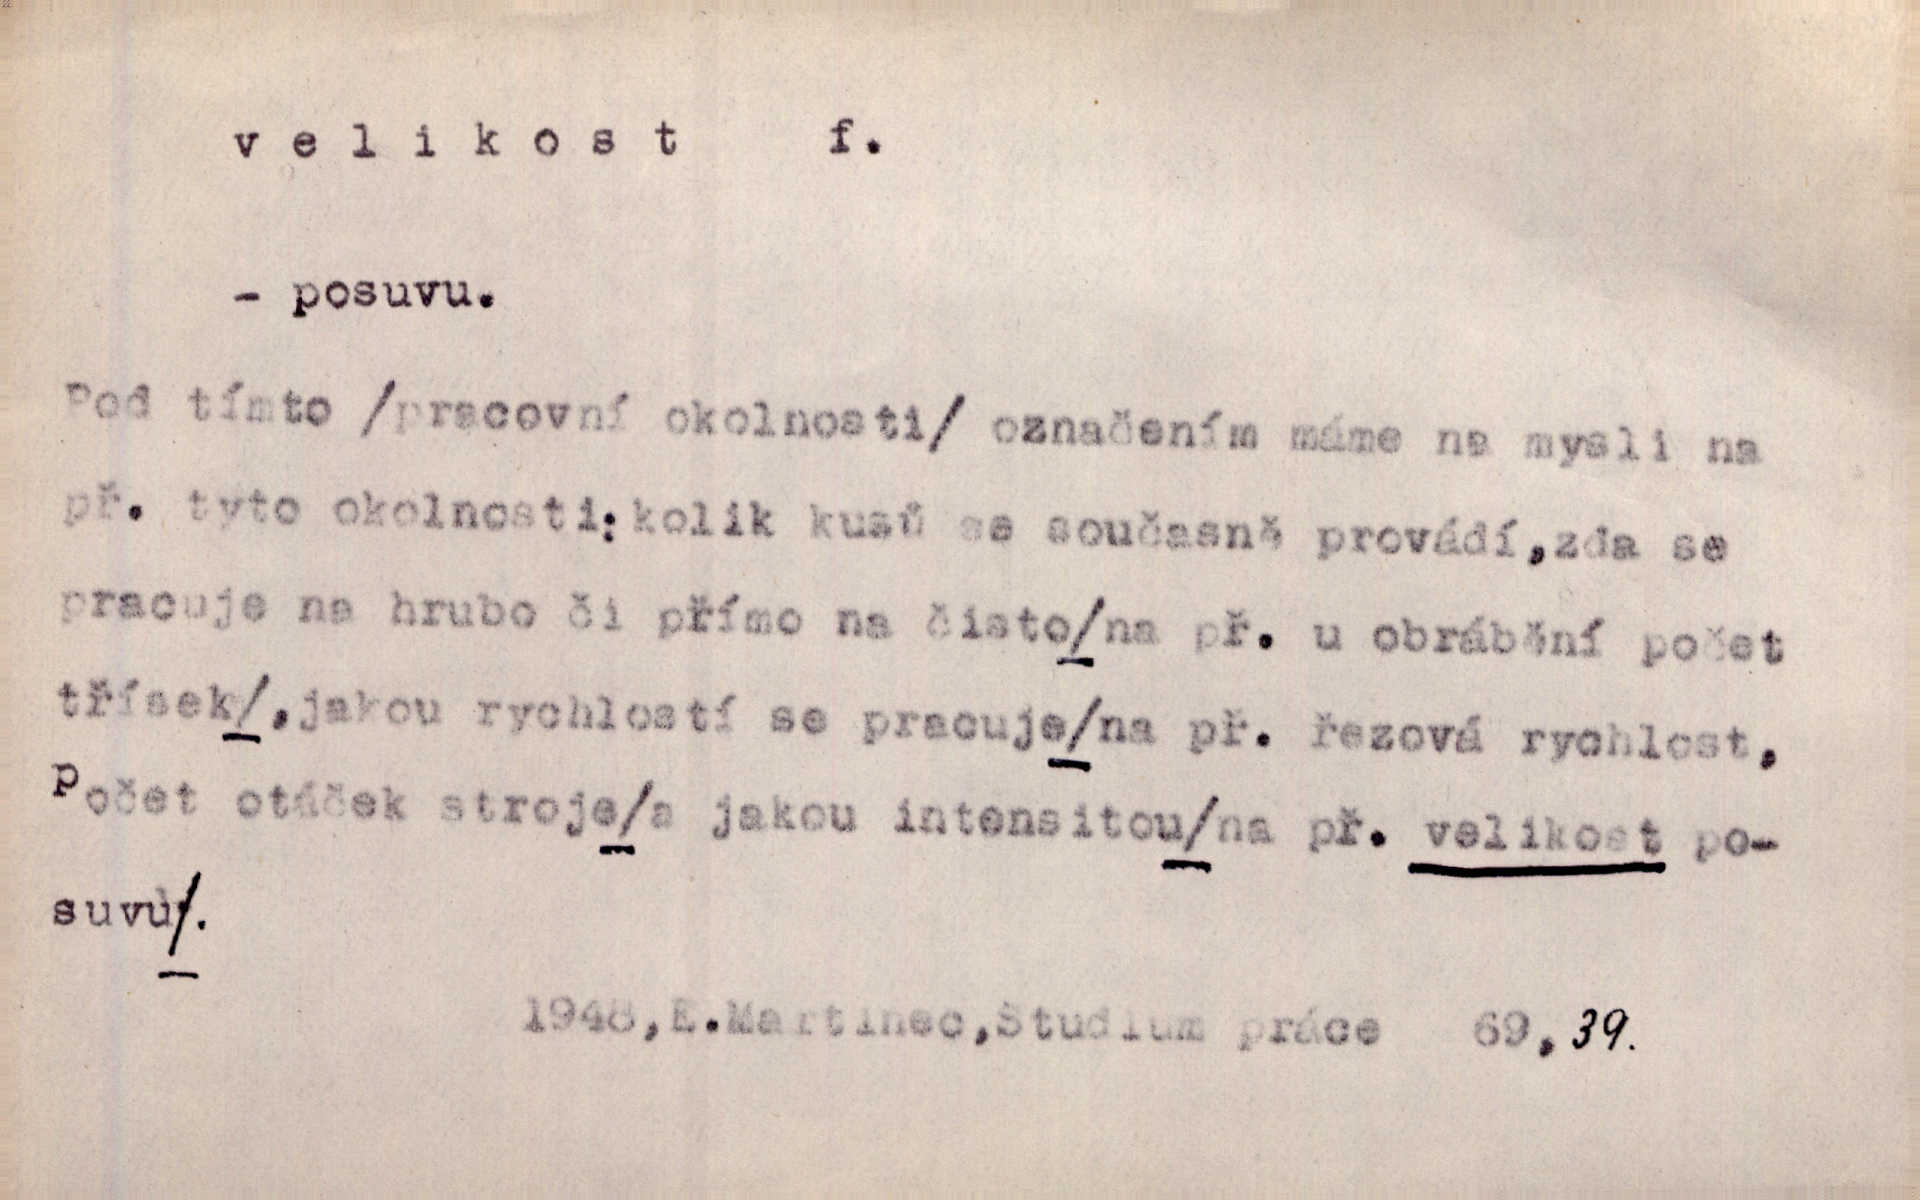 velikost f.
- posuvu.
Pod tímto /pracovní okolnosti/ označením máme na mysli na
př. tyto okolnosti: kolik kusů se současně provádí, zda se
pracuje na hrubo či přímo na čisto/na př. u obrábění počet
třísek/, jakou rychlostí se pracuje/na př. řezová rychlost,
Počet otáček stroje/a jakou intensitou/na př. velikost po-
suvu/.
1948, E. Martinec, Studium práce 69, 39.